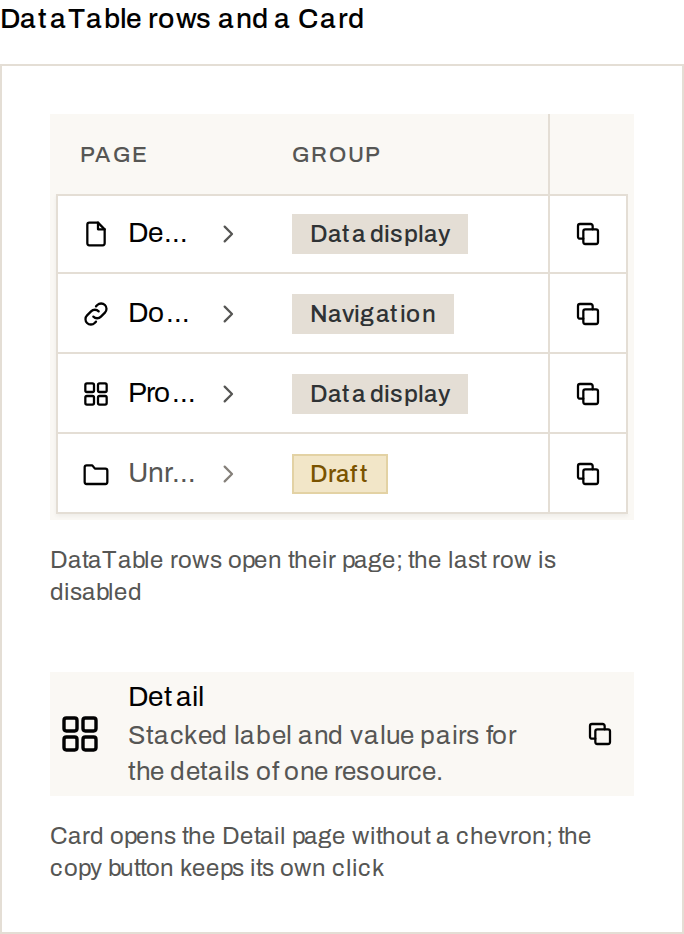 DataTable rows and a Card
PAGE GROUP
De... Data display
Do... Navigation
Pro... Data display
Unr... Draft
DataTable rows open their page; the last row is
disabled
Detail
Stacked label and value pairs for
the details of one resource.
Card opens the Detail page without a chevron; the
copy button keeps its own click